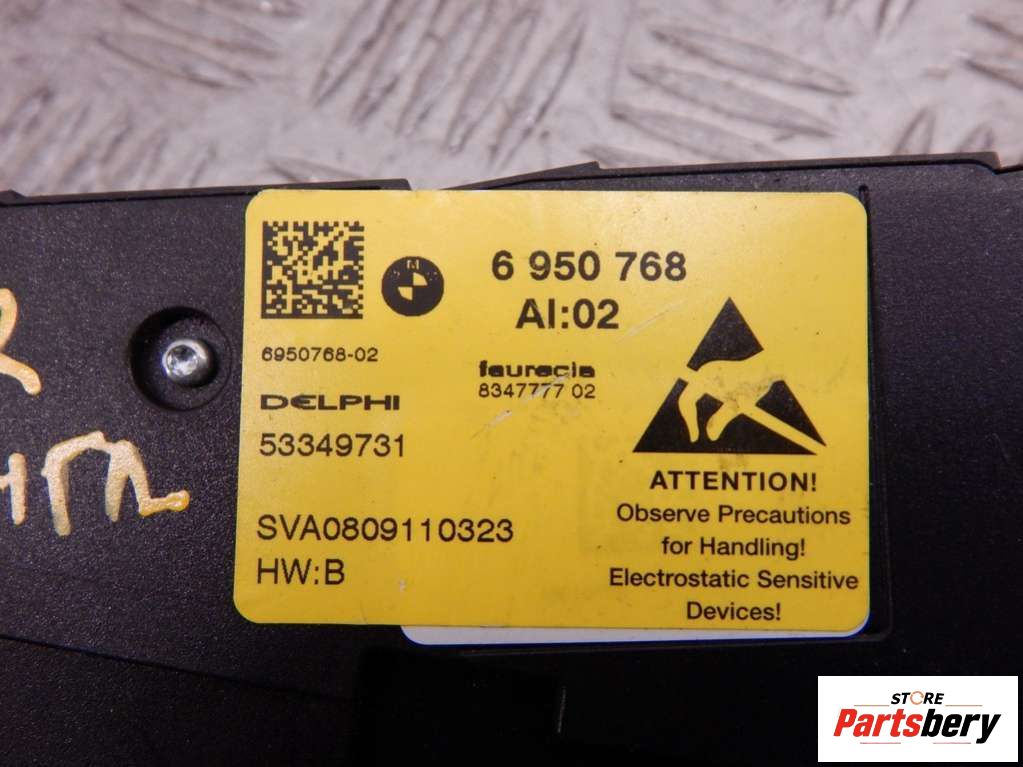 6 950 768
AI:02
6950768-02
faurecia
8347777 02
DELPHI
53349731
ATTENTION!
Observe Precautions
for Handling!
Electrostatic Sensitive
Devices!
SVA0809110323
HW:B
STORE
Partsbery